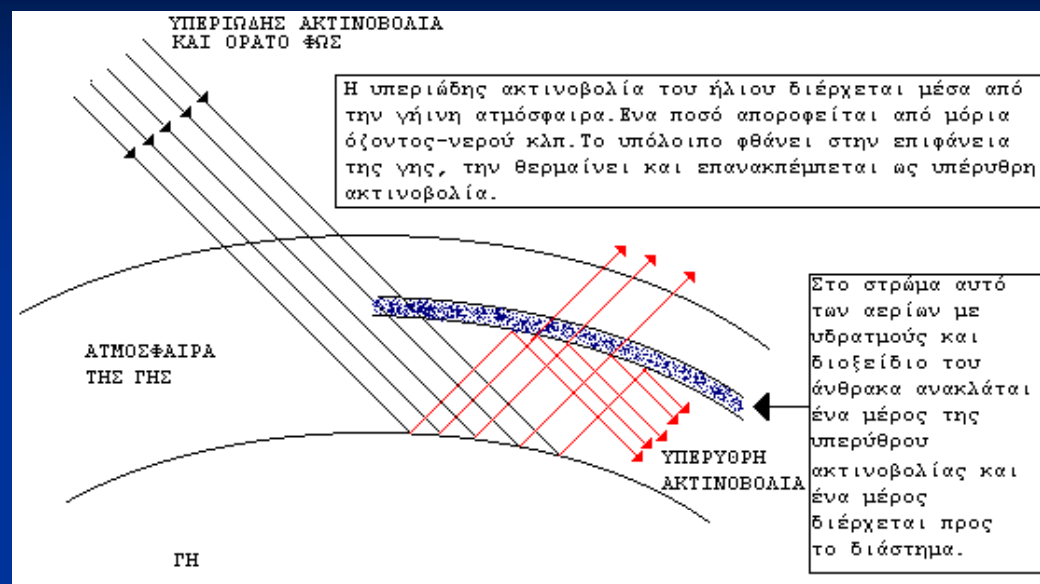 ΥΠΕΡΙΩΔΗΣ ΑΚΤΙΝΟΒΟΛΙΑ
ΚΑΙ ΟΡΑΤΟ ΦΩΣ
Η υπεριώδης ακτινοβολία του ήλιου διέρχεται μέσα από
την γήινη ατμόσφαιρα.Ενα ποσό αποροφείται από μόρια
όζοντος-νερού κλπ.Το υπόλοιπο φθάνει στην επιφάνεια
της γης, την θερμαίνει και επανακπέμπεται ως υπέρυθρη
ακτινοβολία.
ΑΤΜΟΣΦΑΙΡΑ
ΤΗΣ ΓΗΣ
Στο στρώμα αυτό
των αερίων με
υδρατμούς και
διοξείδιο του
άνθρακα ανακλάται
ένα μέρος της
υπερύθρου
ακτινοβολίας και
ένα μέρος
διέρχεται προς
το διάστημα.
ΥΠΕΡΥΘΡΗ
ΑΚΤΙΝΟΒΟΛΙΑ
ΓΗ